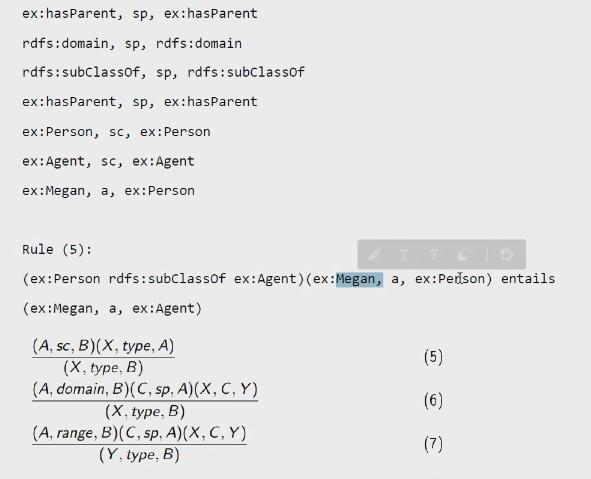 ex:hasParent, sp, ex:hasParent
rdfs:domain, sp, rdfs:domain
rdfs:subClassOf, sp, rdfs:subClassOf
ex:hasParent, sp, ex:hasParent
ex:Person, sc, ex:Person
ex:Agent, sc, ex:Agent
ex:Megan, a, ex:Person
Rule (5):
(ex:Person rdfs:subClassOf ex:Agent)(ex:Megan, a, ex:Person) entails
(ex:Megan, a, ex:Agent)
(A, sc, B)(X, type, A)
(X, type, B) (5)
(A, domain, B)(C, sp, A)(X, C, Y)
(X, type, B) (6)
(A, range, B)(C, sp, A)(X, C, Y)
(Y, type, B) (7)